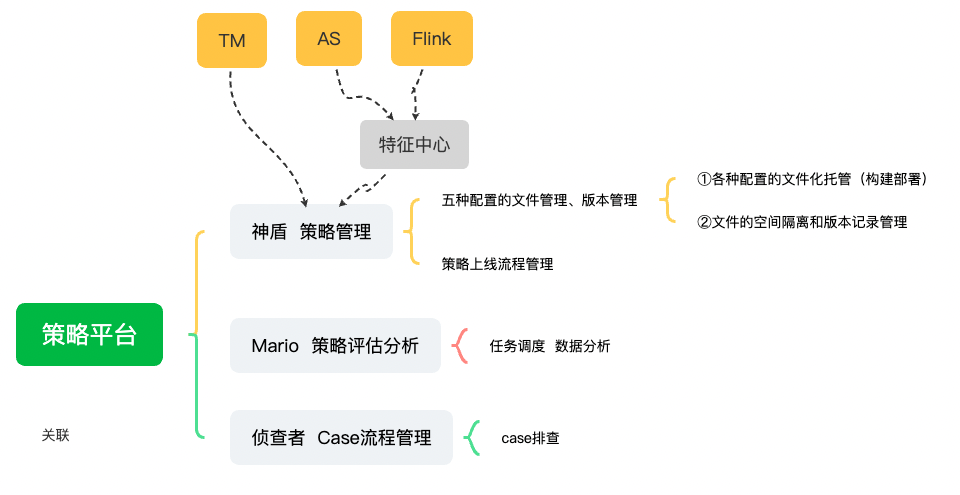 TM
AS
Flink
特征中心
①各种配置的文件化托管（构建部署）
五种配置的文件管理、版本管理
②文件的空间隔离和版本记录管理
神盾 策略管理
策略上线流程管理
策略平台
Mario 策略评估分析
任务调度 数据分析
关联
侦查者 Case流程管理
case排查